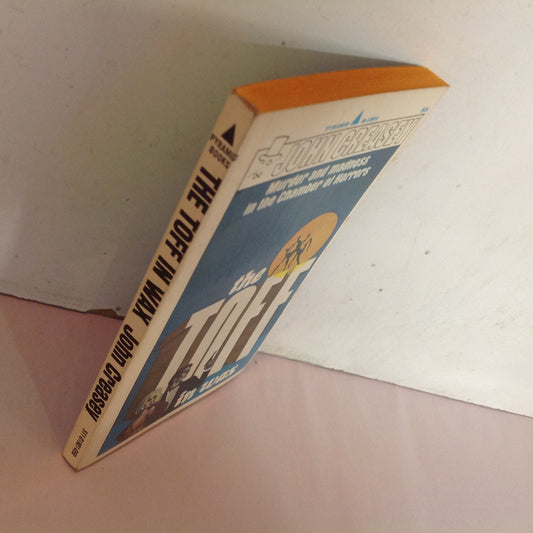 PYRAMID
BOOKS
THE TOFF IN WAX John Creasey
PYRAMID
JOHN CREASEY
Murder and madness
in the Chamber of Horrors
the
TOFF
in wax